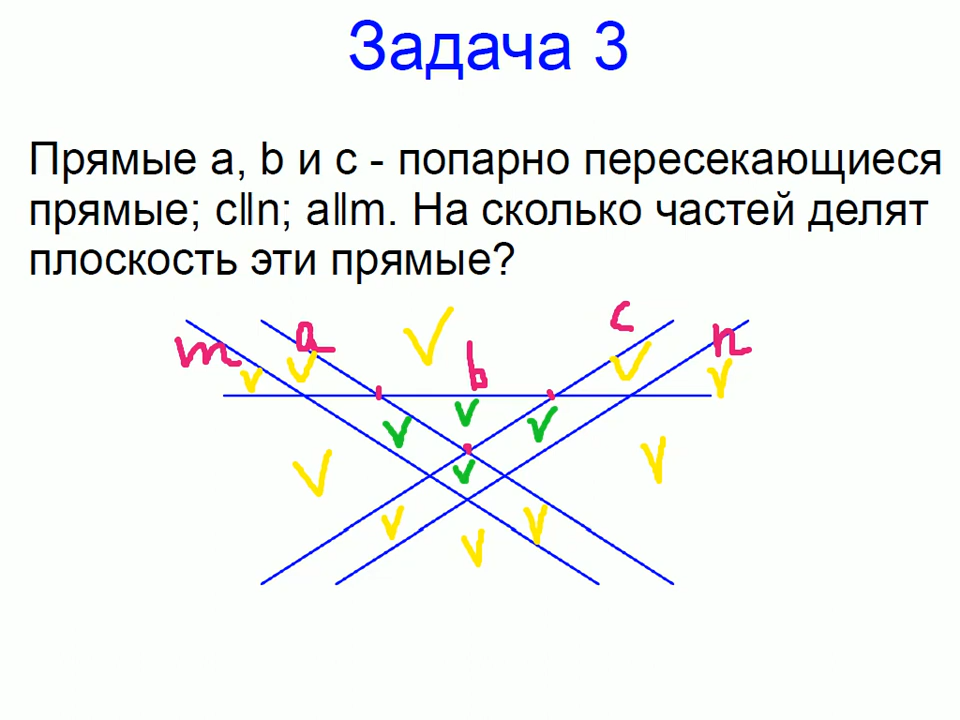 Задача 3
Прямые a, b и c - попарно пересекающиеся
прямые; c‖n; a‖m. На сколько частей делят
плоскость эти прямые?
m a b c n